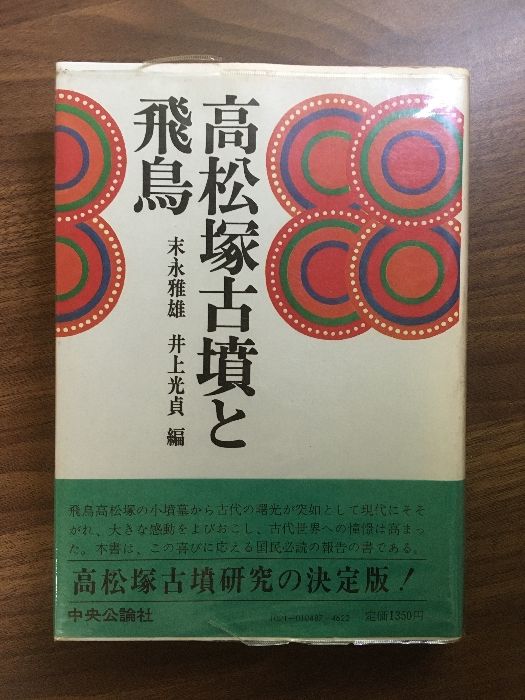 高松塚古墳と
飛鳥
末永雅雄 井上光貞 編
飛鳥高松塚の小墳墓から古代の曙光が突如として現代にそそ
がれ、大きな感動をよびおこし、古代世界への憧憬は高まっ
た。本書は、この喜びに応える国民必読の報告の書である。
高松塚古墳研究の決定版!
中央公論社
1021-010487-4622
定価1350円